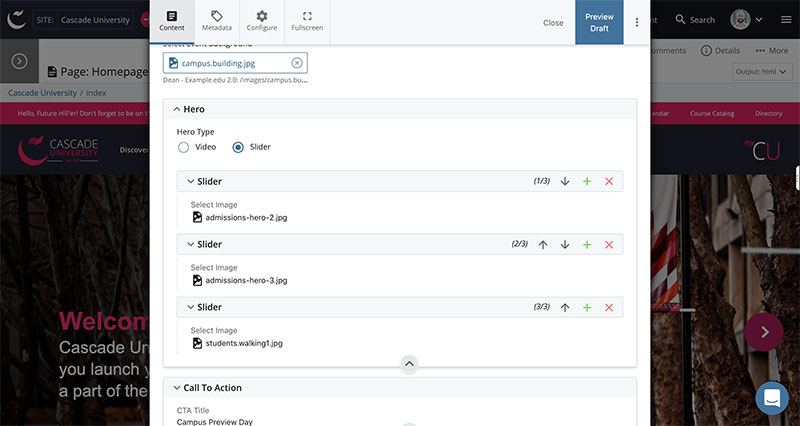 SITE: Cascade University
Content
Metadata
Configure
Fullscreen
Close
Preview Draft
Search
Select Event Background
campus.building.jpg
Dean - Example.edu 2.0: /images/campus.bu...
Page: Homepage
Details
More
Output: html
Cascade University / index
Hero
Hello, Future Hill'er! Don't forget to be on th
Course Catalog
Directory
Hero Type
Video
Slider
CASCADE
UNIVERSITY
Discove
my CU
Slider
(1/3)
Select Image
admissions-hero-2.jpg
Slider
(2/3)
Select Image
admissions-hero-3.jpg
Slider
(3/3)
Select Image
students.walking1.jpg
Welcom
Cascade Un
you launch y
a part of the
Call To Action
CTA Title
Campus Preview Day